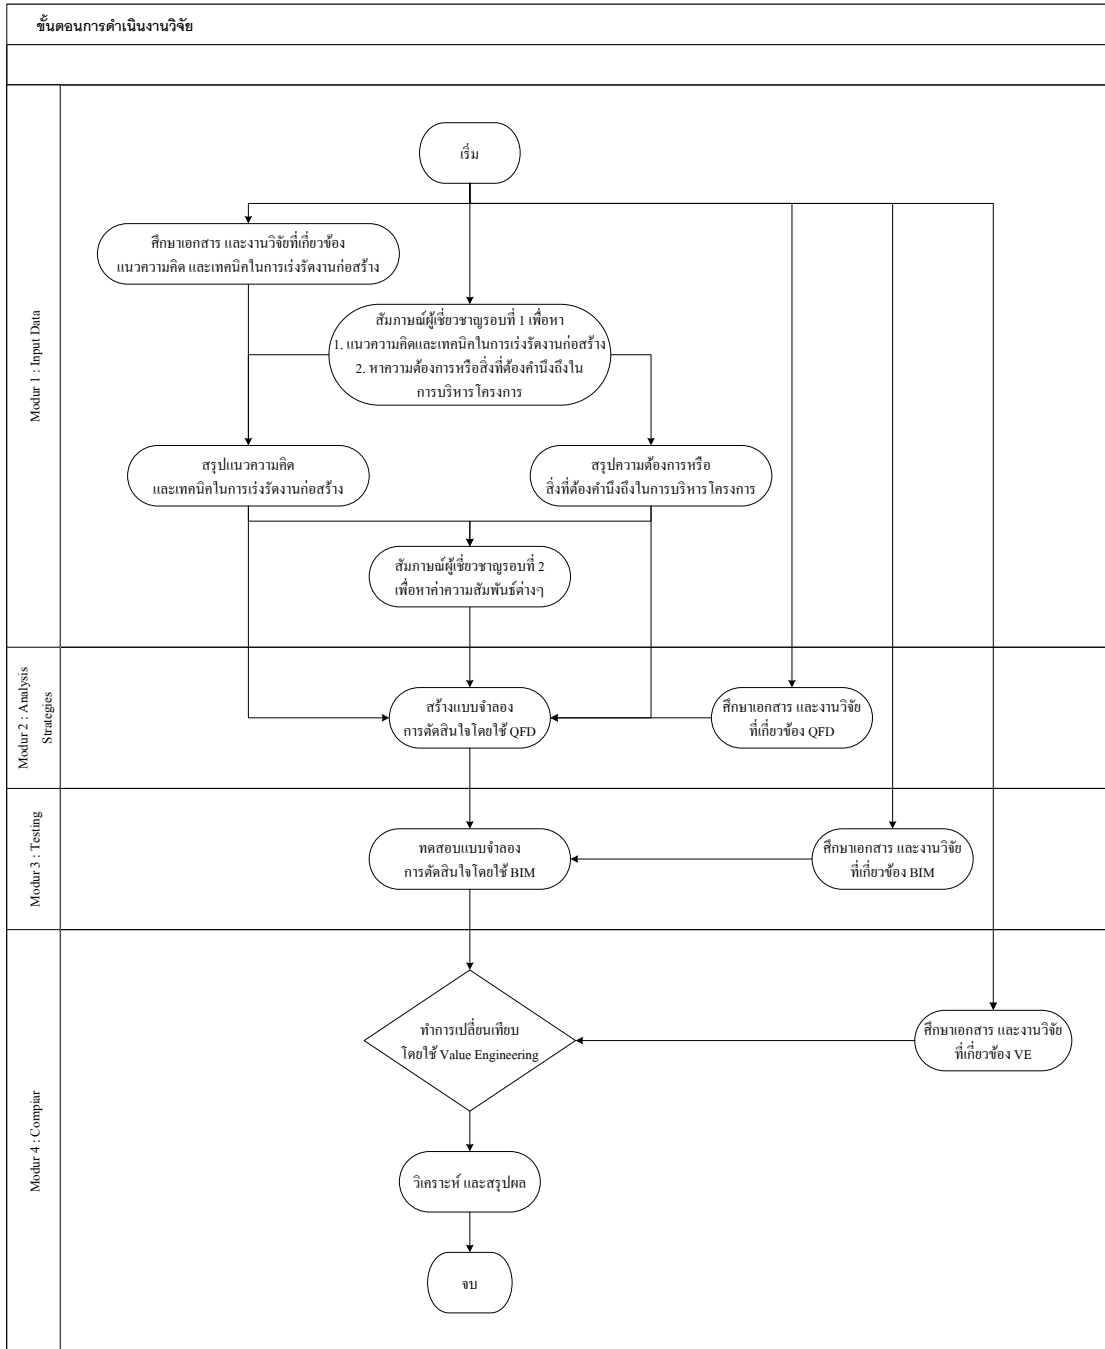 ขั้นตอนการดำเนินงานวิจัย
Modur 1 : Input Data
เริ่ม
ศึกษาเอกสาร และงานวิจัยที่เกี่ยวข้อง
แนวความคิด และเทคนิคในการเร่งรัดงานก่อสร้าง
สัมภาษณ์ผู้เชี่ยวชาญรอบที่ 1 เพื่อหา
1. แนวความคิดและเทคนิคในการเร่งรัดงานก่อสร้าง
2. หาความต้องการหรือสิ่งที่ต้องคำนึงถึงใน
การบริหารโครงการ
สรุปแนวความคิด
และเทคนิคในการเร่งรัดงานก่อสร้าง
สรุปความต้องการหรือ
สิ่งที่ต้องคำนึงถึงในการบริหารโครงการ
สัมภาษณ์ผู้เชี่ยวชาญรอบที่ 2
เพื่อหาค่าความสัมพันธ์ต่างๆ
Modur 2 : Analysis
Strategies
สร้างแบบจำลอง
การตัดสินใจโดยใช้ QFD
ศึกษาเอกสาร และงานวิจัย
ที่เกี่ยวข้อง QFD
Modur 3 : Testing
ทดสอบแบบจำลอง
การตัดสินใจโดยใช้ BIM
ศึกษาเอกสาร และงานวิจัย
ที่เกี่ยวข้อง BIM
Modur 4 : Compiar
ทำการเปลี่ยนเทียบ
โดยใช้ Value Engineering
ศึกษาเอกสาร และงานวิจัย
ที่เกี่ยวข้อง VE
วิเคราะห์ และสรุปผล
จบ